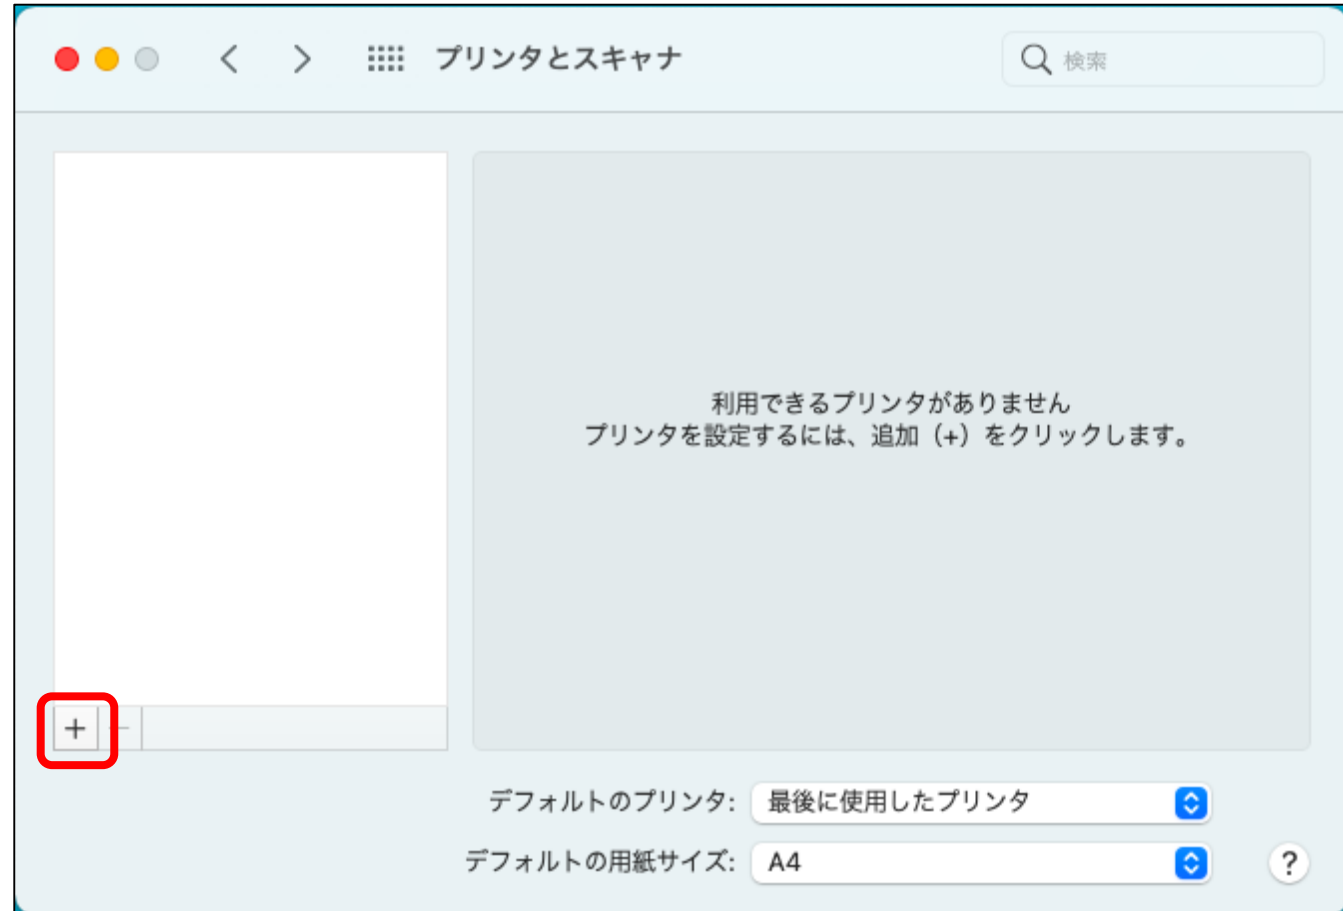 プリンタとスキャナ
検索
利用できるプリンタがありません
プリンタを設定するには、追加（+）をクリックします。
+ −
デフォルトのプリンタ: 最後に使用したプリンタ
デフォルトの用紙サイズ: A4
?